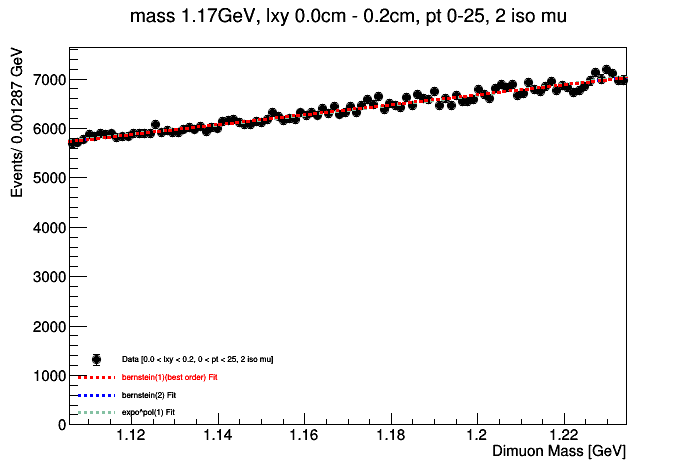 mass 1.17GeV, lxy 0.0cm - 0.2cm, pt 0-25, 2 iso mu
Events/ 0.001287 GeV
7000
6000
5000
4000
3000
2000
1000
0
Data [0.0 < lxy < 0.2, 0 < pt < 25, 2 iso mu]
bernstein(1)(best order) Fit
bernstein(2) Fit
expo^pol(1) Fit
1.12 1.14 1.16 1.18 1.2 1.22
Dimuon Mass [GeV]